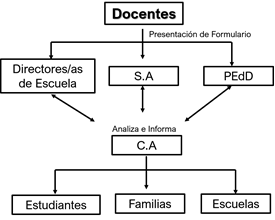 Docentes
Presentación de Formulario
Directores/as
de Escuela
S.A
PEdD
Analiza e Informa
C.A
Estudiantes
Familias
Escuelas